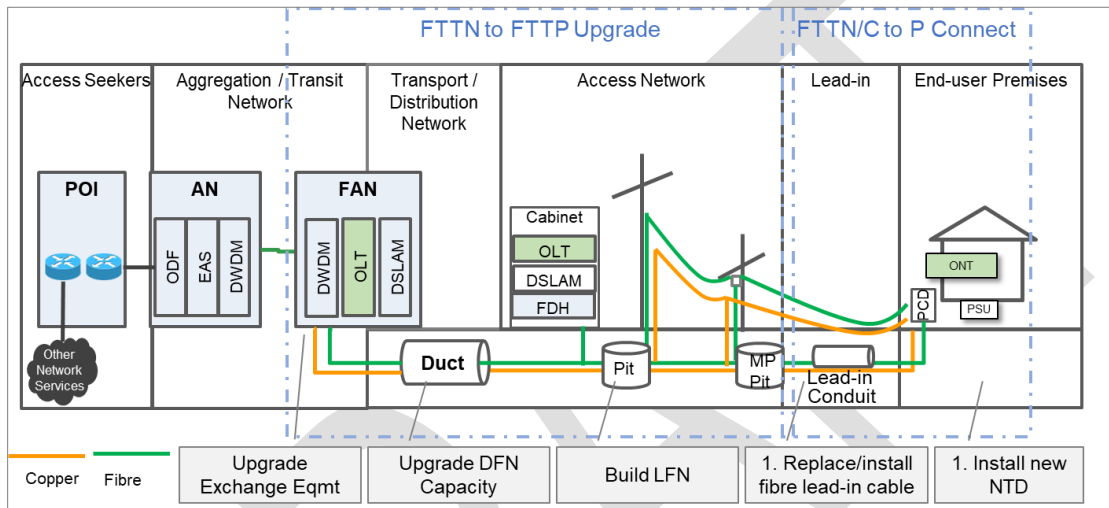 FTTN to FTTP Upgrade
FTTN/C to P Connect
Access Seekers
Aggregation / Transit
Network
Transport /
Distribution
Network
Access Network
Lead-in
End-user Premises
POI
AN
FAN
ODF
EAS
DWDM
DWDM
OLT
DSLAM
Cabinet
OLT
DSLAM
FDH
ONT
PSU
PCD
Other
Network
Services
Duct
Pit
MP
Pit
Lead-in
Conduit
Copper
Fibre
Upgrade
Exchange Eqmt
Upgrade DFN
Capacity
Build LFN
1. Replace/install
fibre lead-in cable
1. Install new
NTD